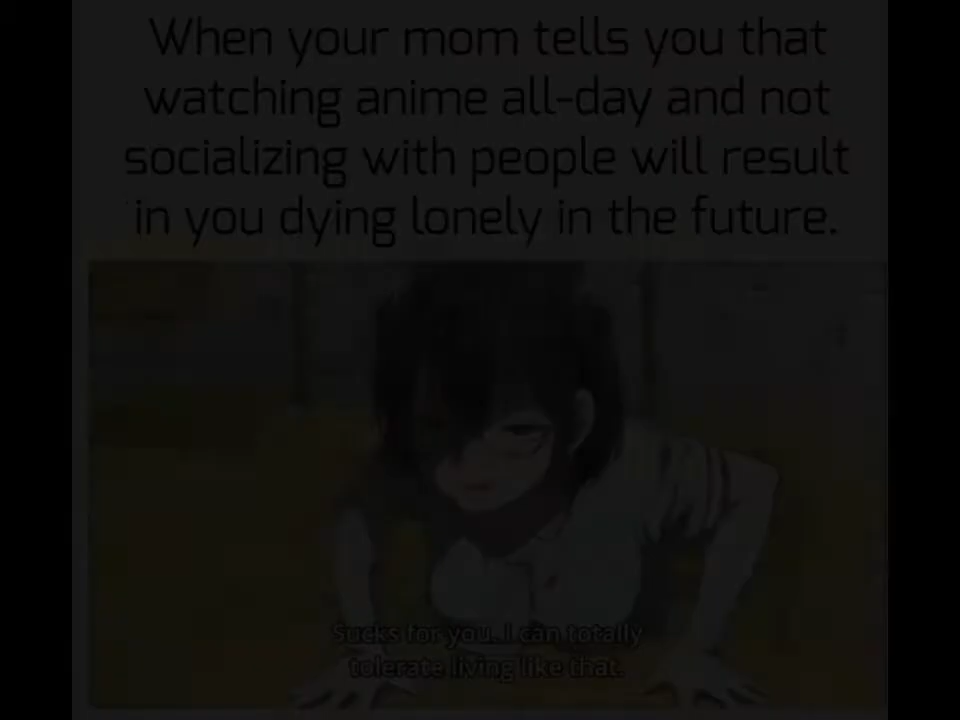 When your mom tells you that
watching anime all-day and not
socializing with people will result
in you dying lonely in the future.
Sucks for you. I can totally
tolerate living like that.